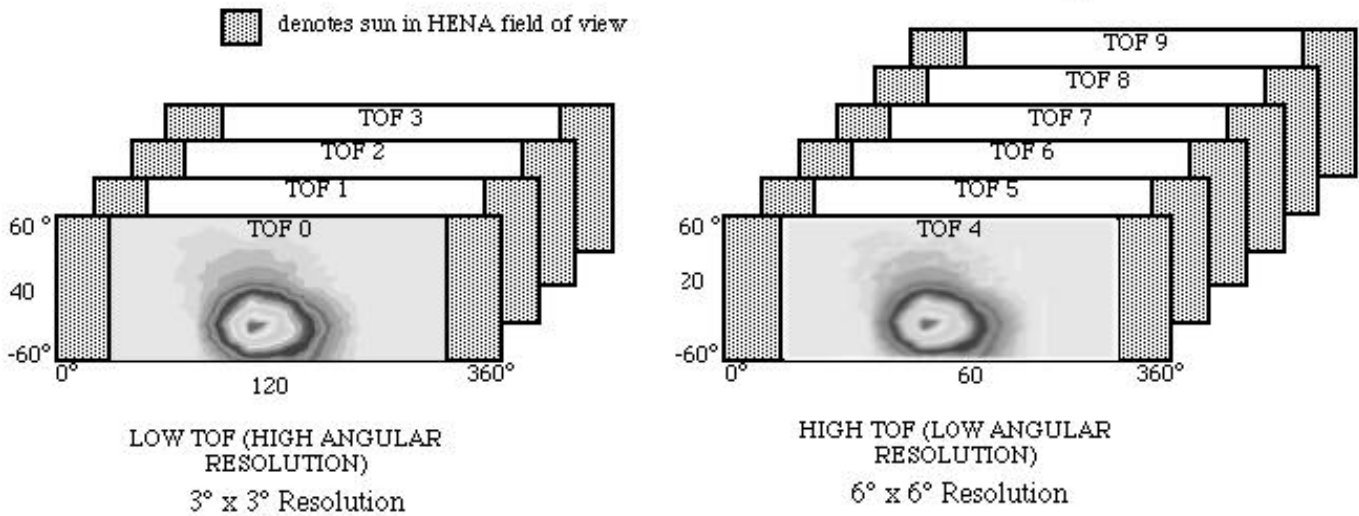 denotes sun in HENA field of view
TOF 3
TOF 2
TOF 1
TOF 0
60 °
40
-60°
0°
120
360°
LOW TOF (HIGH ANGULAR
RESOLUTION)
3° x 3° Resolution
TOF 9
TOF 8
TOF 7
TOF 6
TOF 5
TOF 4
60 °
20
-60°
0°
60
360°
HIGH TOF (LOW ANGULAR
RESOLUTION)
6° x 6° Resolution